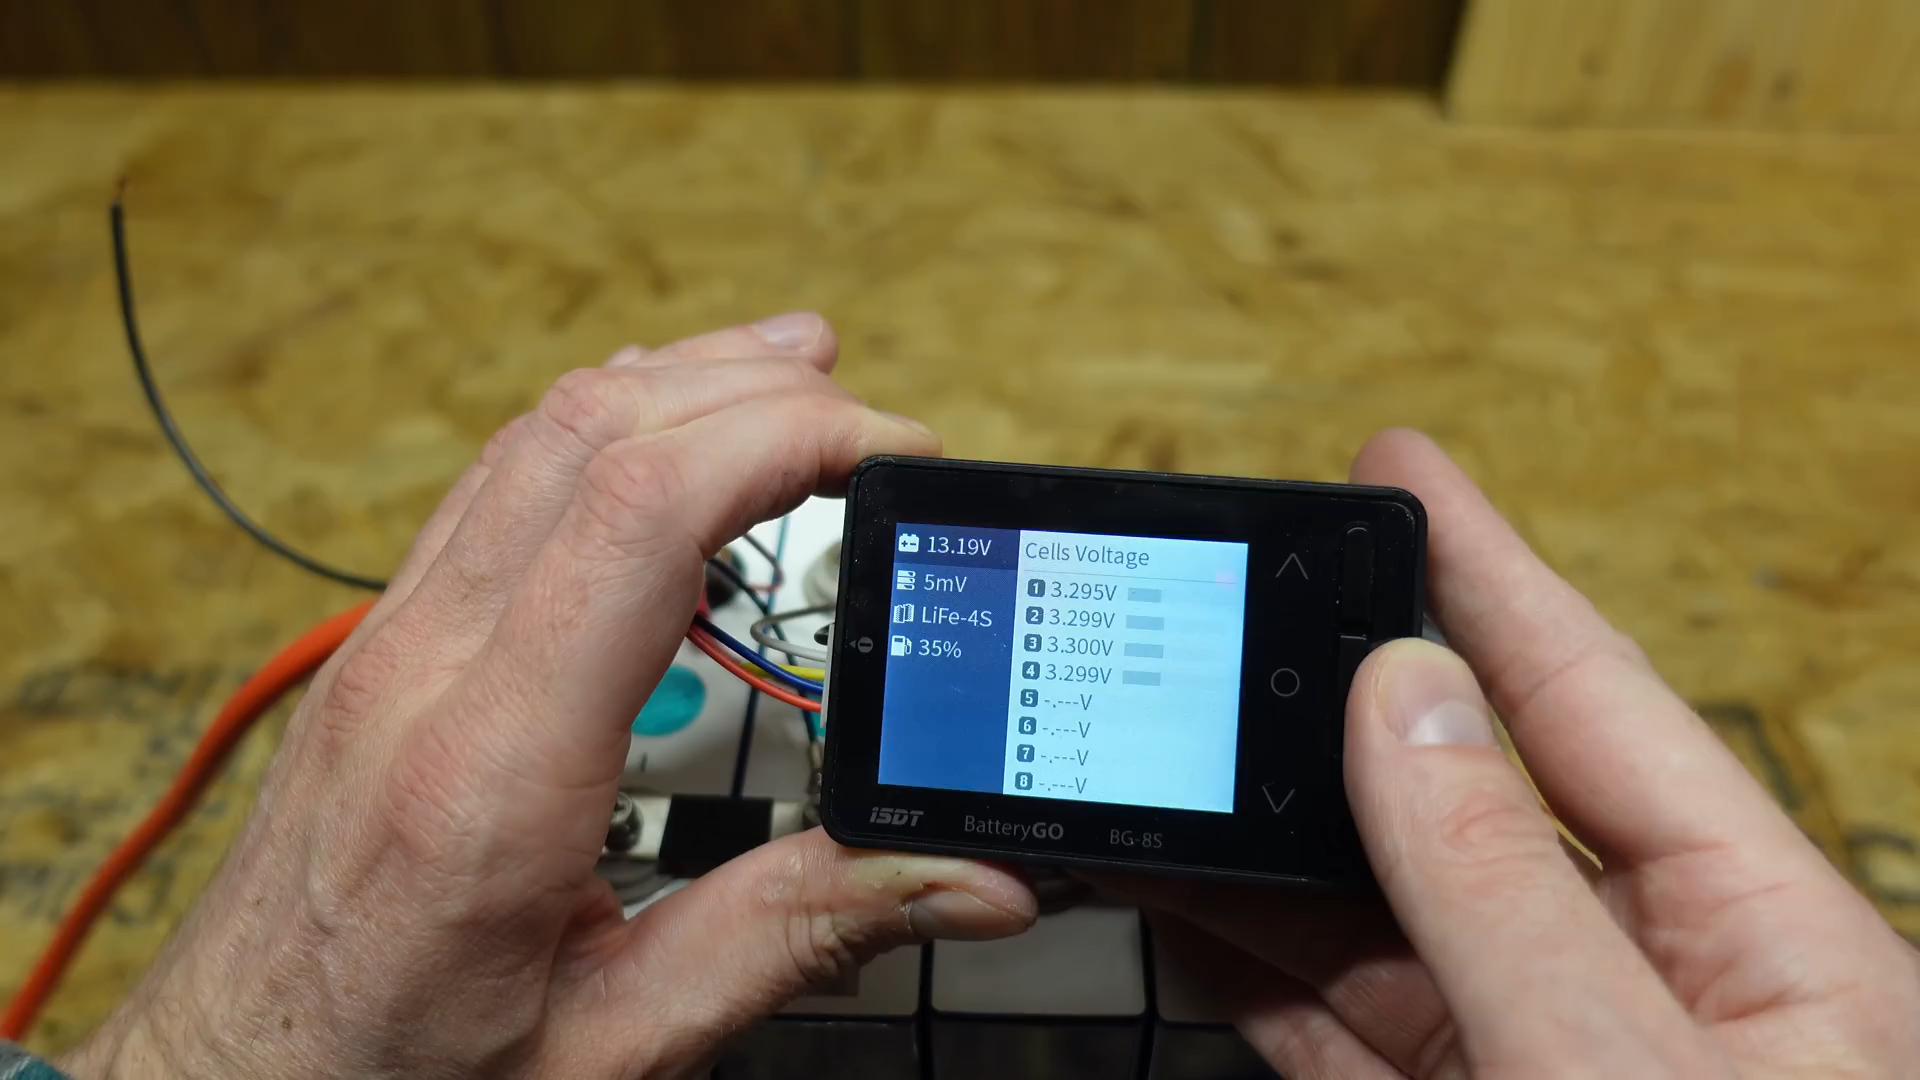 13.19V
5mV
LiFe-4S
35%
Cells Voltage
1 3.295V
2 3.299V
3 3.300V
4 3.299V
5 -.---V
6 -.---V
7 -.---V
8 -.---V
iSDT BatteryGO BG-8S